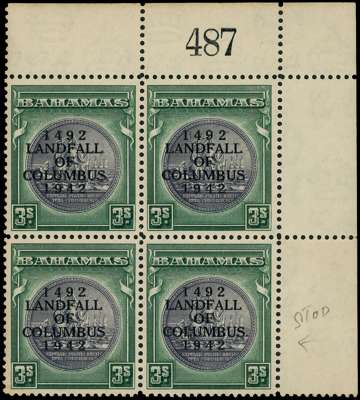 487
BAHAMAS BAHAMAS
1492 1492
LANDFALL LANDFALL
OF OF
COLUMBUS COLUMBUS
1942 1942
3S. 3S. 3S. 3S.
BAHAMAS BAHAMAS
1492 1492
LANDFALL LANDFALL
OF OF
COLUMBUS COLUMBUS
1942 1942
3S. 3S. 3S. 3S.